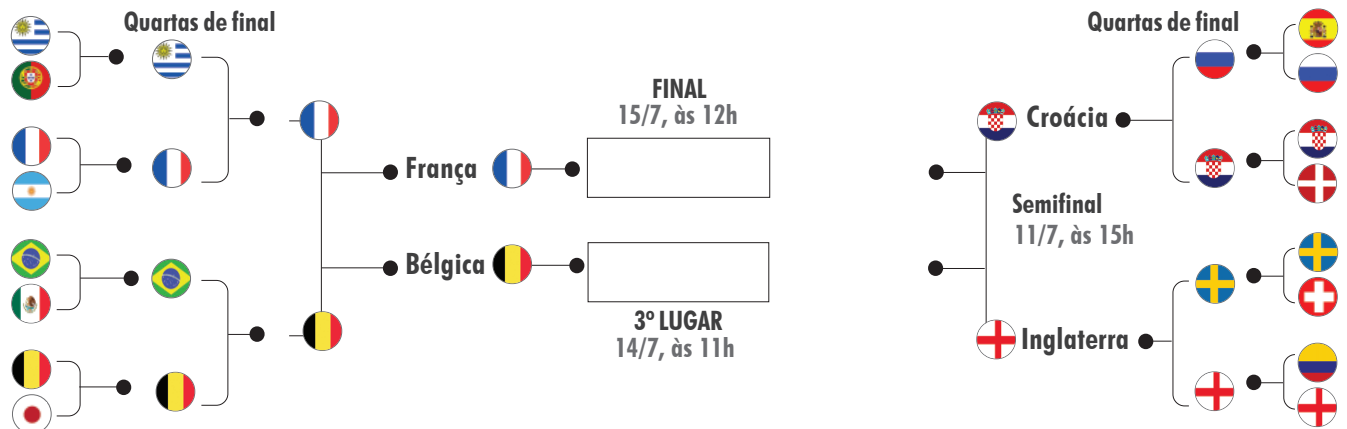 Quartas de final
Quartas de final
FINAL
15/7, às 12h
Croácia
França
Semifinal
11/7, às 15h
Bélgica
3º LUGAR
14/7, às 11h
Inglaterra